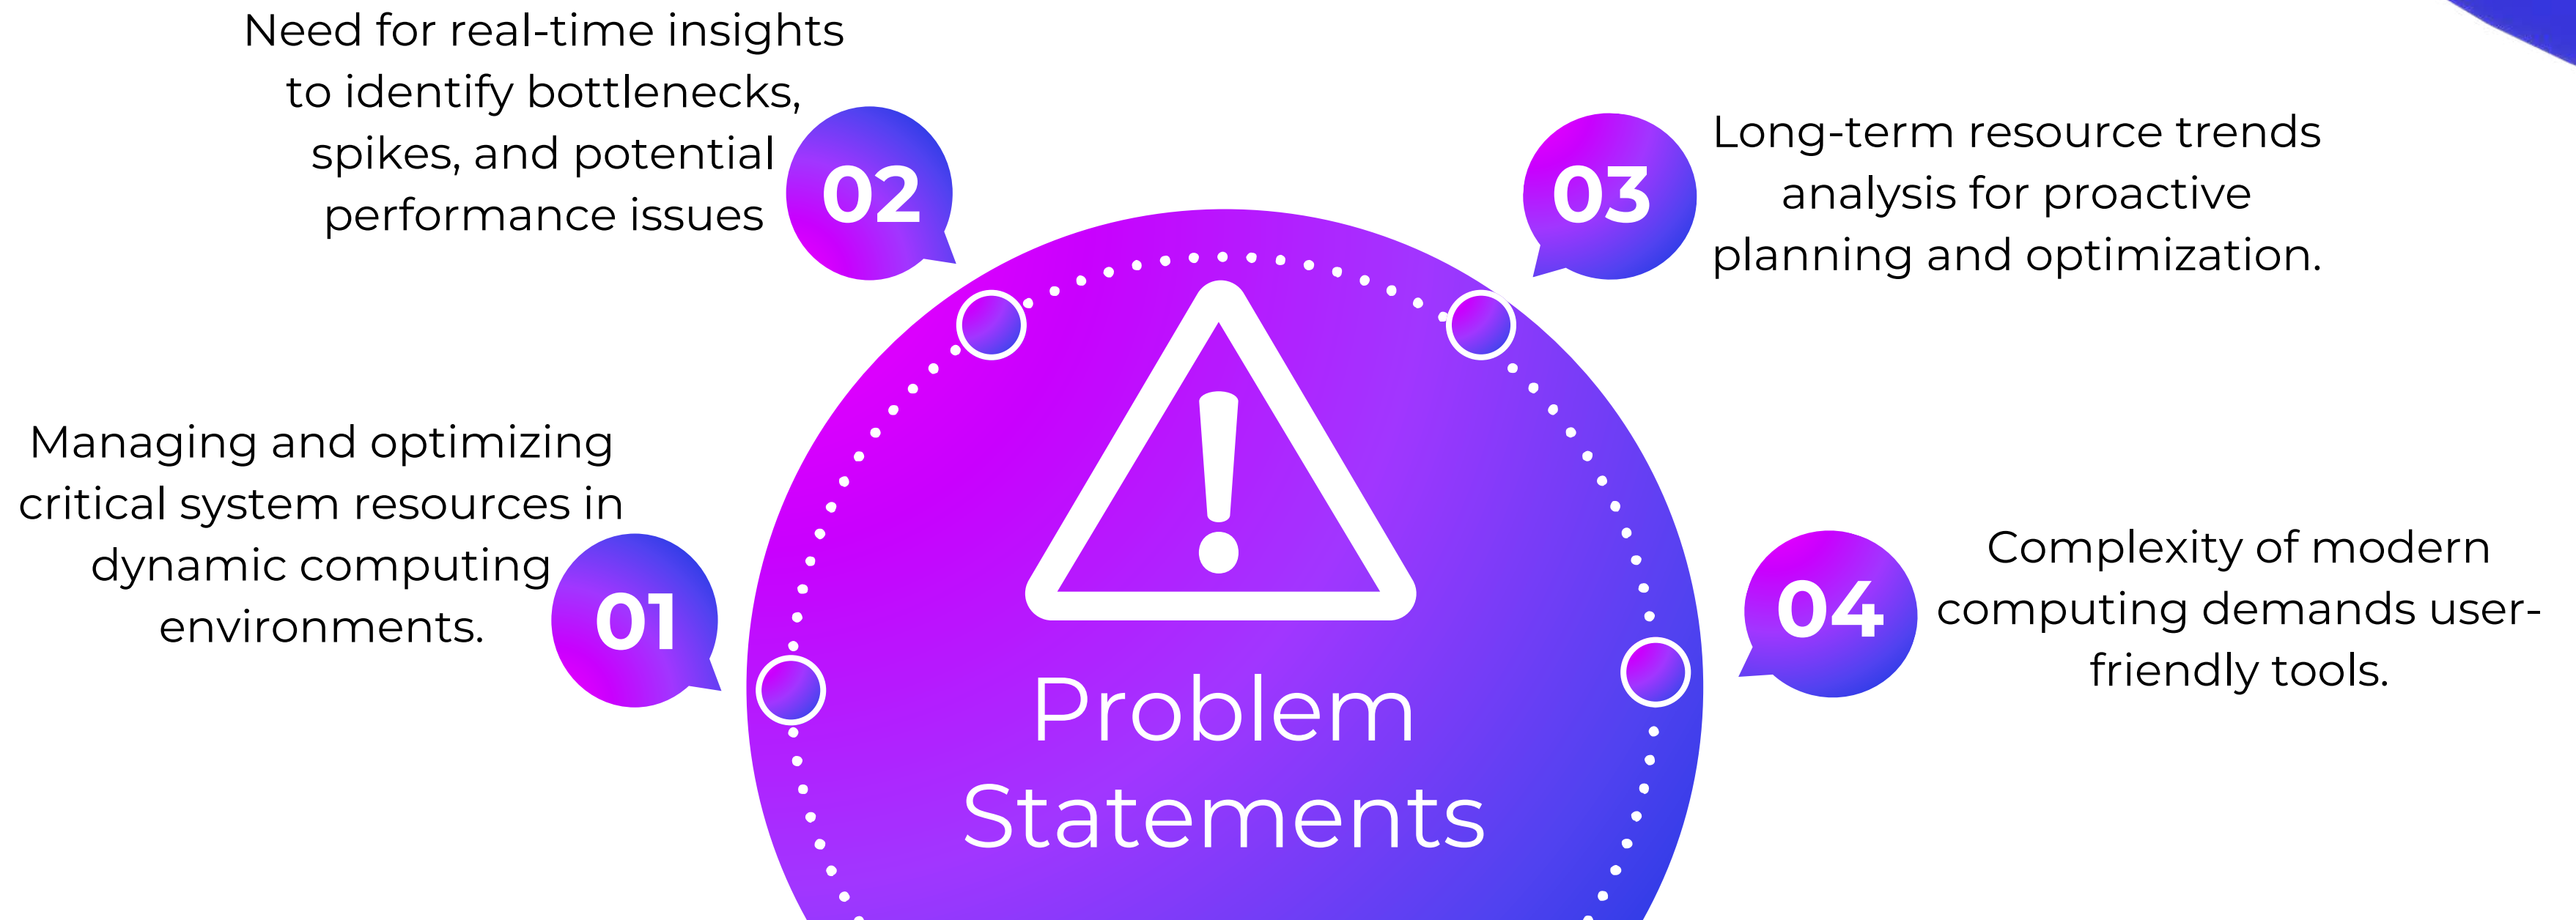 Need for real-time insights
to identify bottlenecks,
spikes, and potential
performance issues
02
03
Long-term resource trends
analysis for proactive
planning and optimization.
Managing and optimizing
critical system resources in
dynamic computing
environments.
01
04
Complexity of modern
computing demands user-
friendly tools.
Problem
Statements